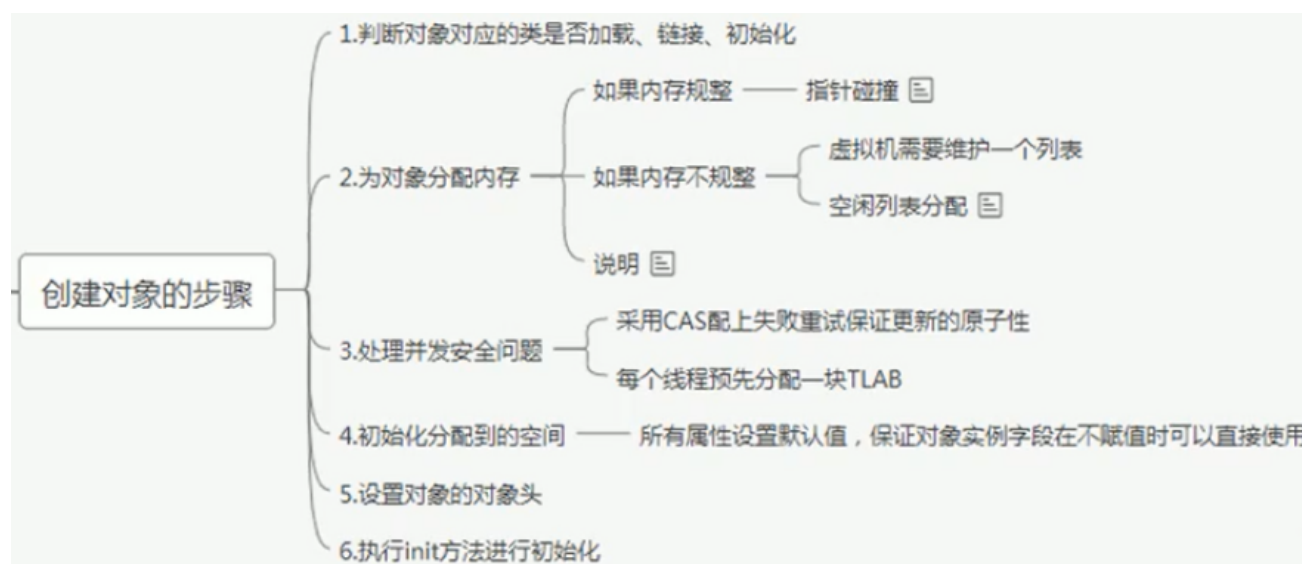 创建对象的步骤
1.判断对象对应的类是否加载、链接、初始化
2.为对象分配内存
如果内存规整
指针碰撞
如果内存不规整
虚拟机需要维护一个列表
空闲列表分配
说明
3.处理并发安全问题
采用CAS配上失败重试保证更新的原子性
每个线程预先分配一块TLAB
4.初始化分配到的空间
所有属性设置默认值，保证对象实例字段在不赋值时可以直接使用
5.设置对象的对象头
6.执行init方法进行初始化